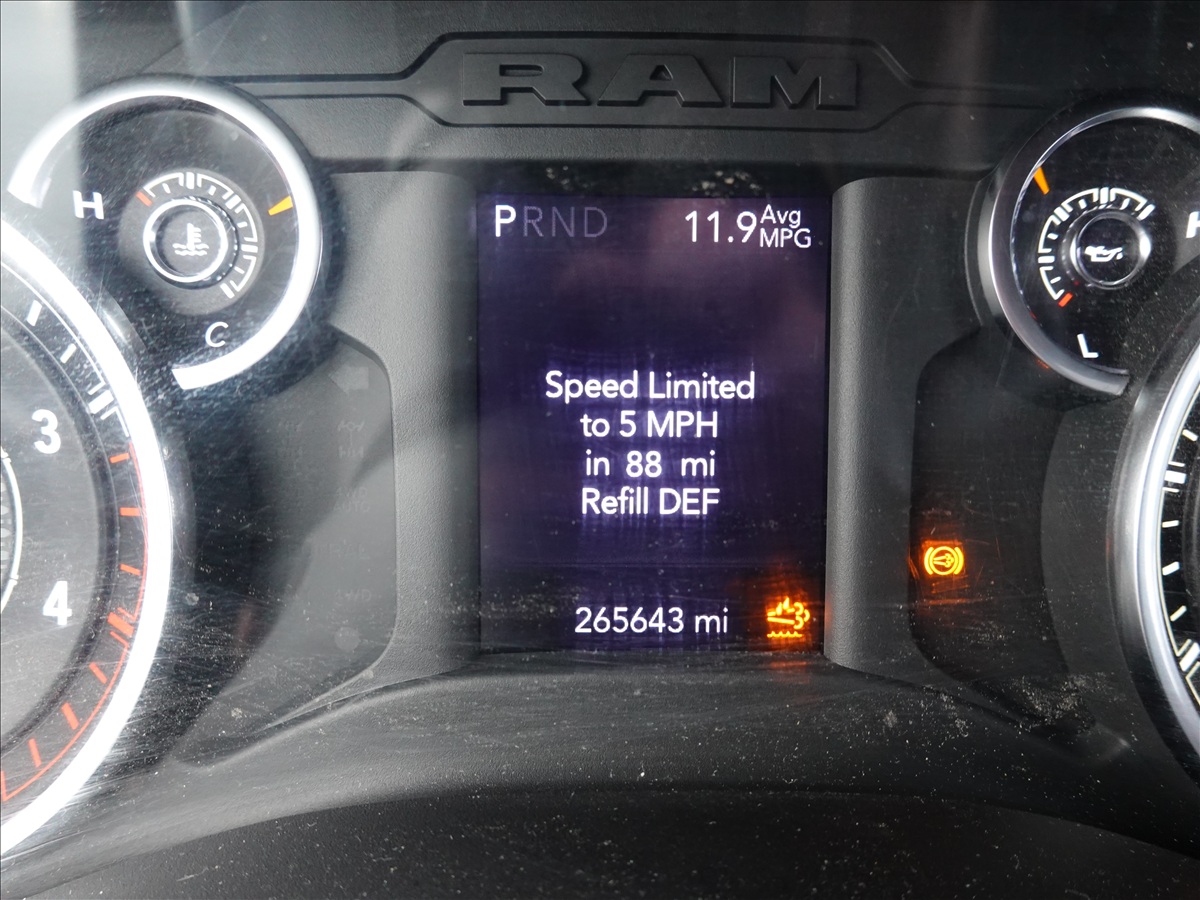 RAM
H
C
PRND
11.9 Avg MPG
L
3
4
Speed Limited
to 5 MPH
in 88 mi
Refill DEF
265643 mi